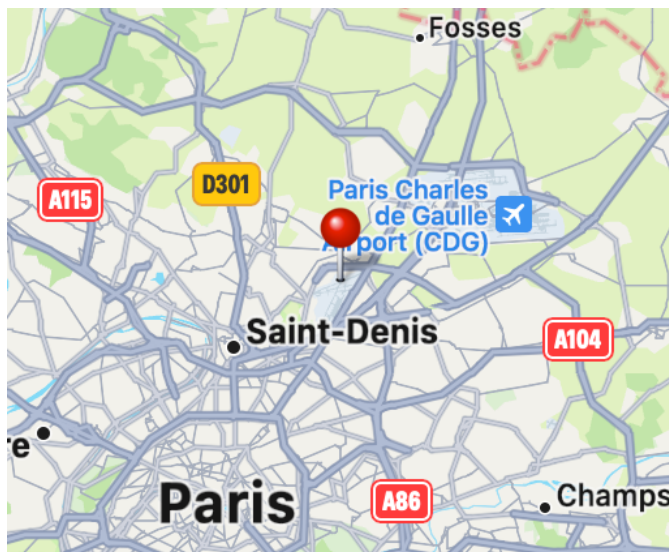 Fosses
A115
D301
Paris Charles
de Gaulle
Airport (CDG)
Saint-Denis
A104
re
Paris
A86
Champs